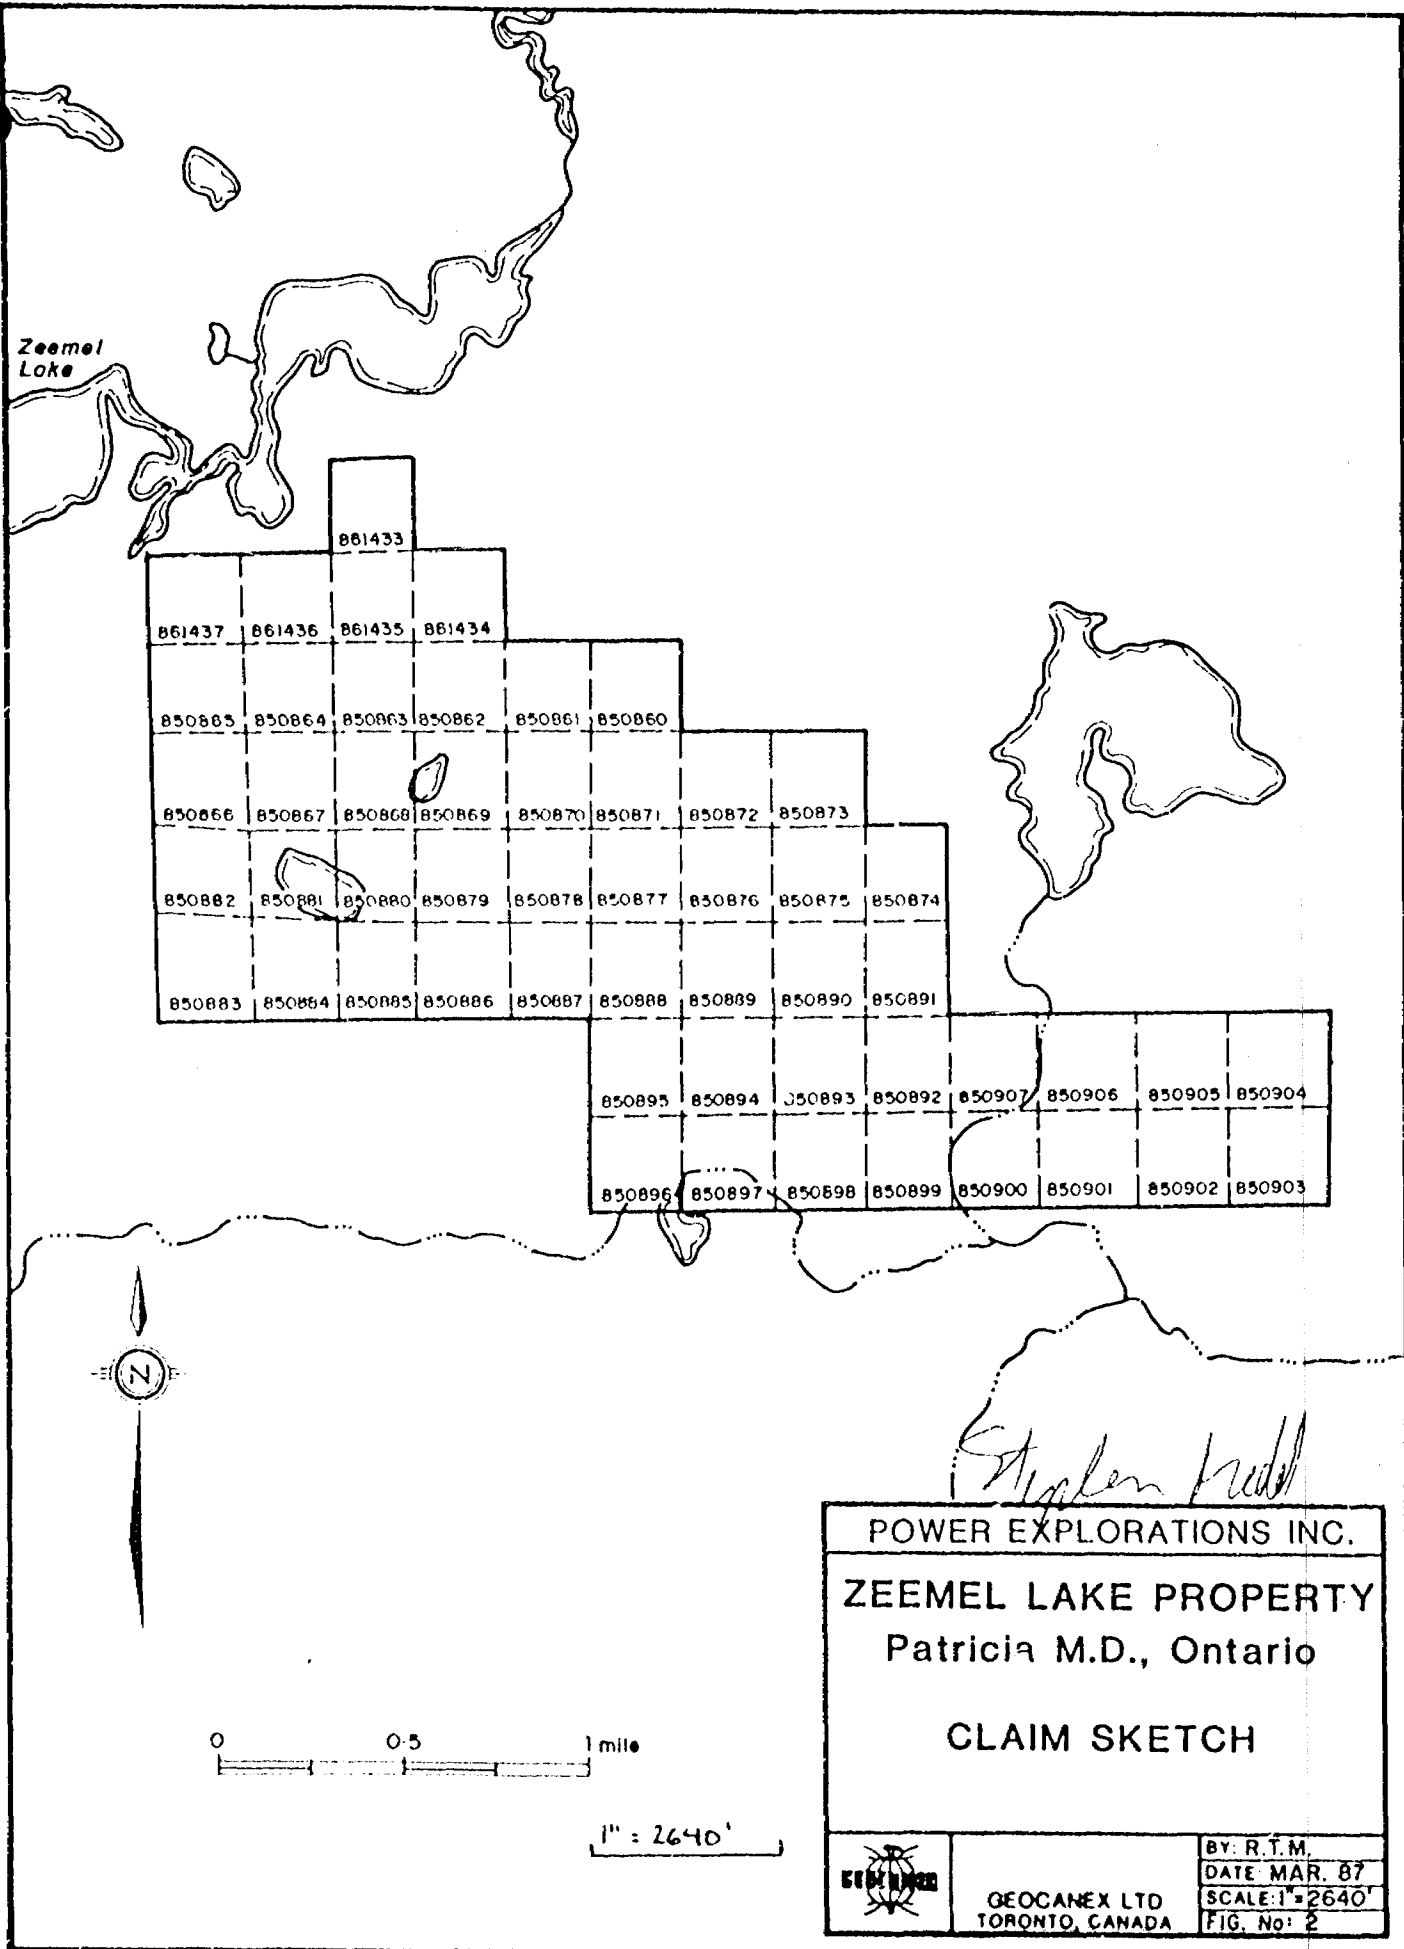 Zeemel
Lake
861433
861437 861436 861435 861434
850865 850864 850863 850862 850861 850860
850866 850867 850868 850869 850870 850871 850872 850873
850882 850881 850880 850879 850878 850877 850876 850875 850874
850883 850884 850885 850886 850887 850888 850889 850890 850891
850895 850894 850893 850892 850907 850906 850905 850904
850896 850897 850898 850899 850900 850901 850902 850903
N
Stephen
POWER EXPLORATIONS INC.
ZEEMEL LAKE PROPERTY
Patricia M.D., Ontario
CLAIM SKETCH
0 0.5 1 mile
1" = 2640'
GEOCANEX LTD
TORONTO, CANADA
BY: R.T.M.
DATE MAR. 87
SCALE: 1"=2640'
FIG. No: 2